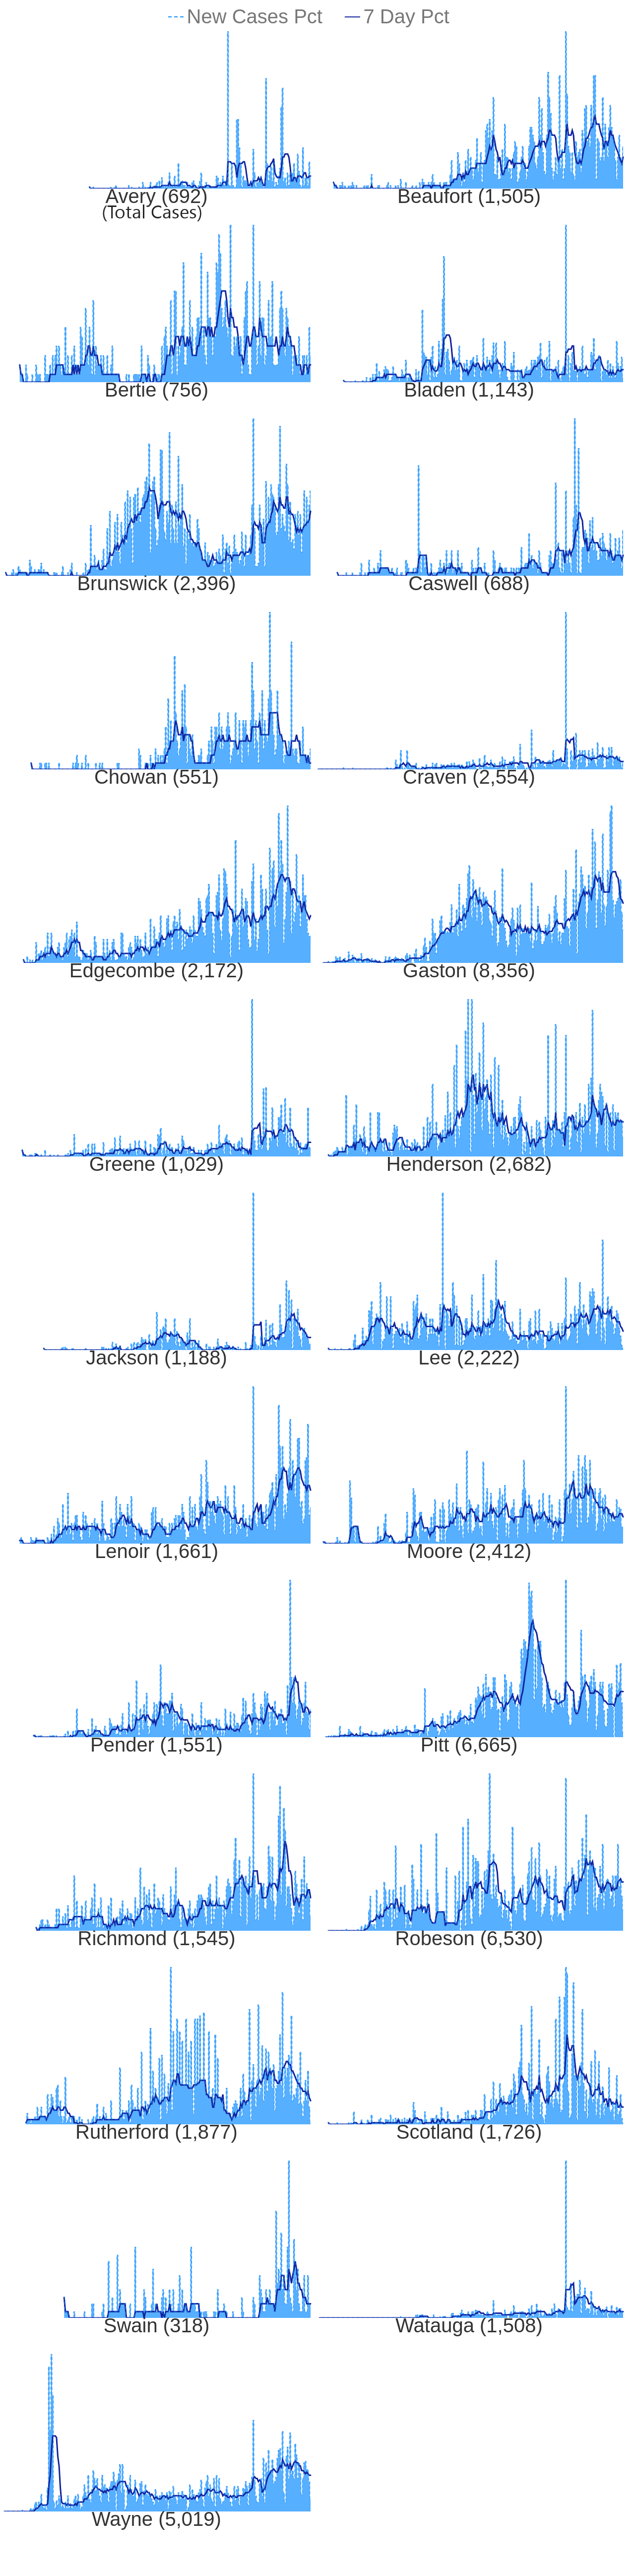 New Cases Pct 7 Day Pct
Avery (692) Beaufort (1,505)
(Total Cases)
Bertie (756) Bladen (1,143)
Brunswick (2,396) Caswell (688)
Chowan (551) Craven (2,554)
Edgecombe (2,172) Gaston (8,356)
Greene (1,029) Henderson (2,682)
Jackson (1,188) Lee (2,222)
Lenoir (1,661) Moore (2,412)
Pender (1,551) Pitt (6,665)
Richmond (1,545) Robeson (6,530)
Rutherford (1,877) Scotland (1,726)
Swain (318) Watauga (1,508)
Wayne (5,019)